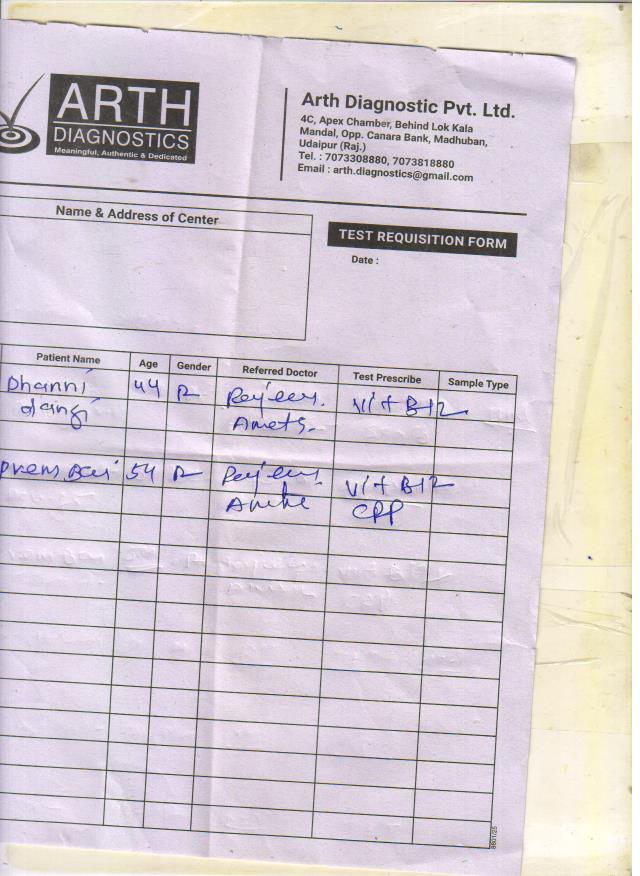 ARTH
DIAGNOSTICS
Meaningful, Authentic & Dedicated
Arth Diagnostic Pvt. Ltd.
4C, Apex Chamber, Behind Lok Kala
Mandal, Opp. Canara Bank, Madhuban,
Udaipur (Raj.)
Tel. : 7073308880, 7073818880
Email : arth.diagnostics@gmail.com
Name & Address of Center
TEST REQUISITION FORM
Date :
Patient Name Age Gender Referred Doctor Test Prescribe Sample Type
Dhanni 44 Vit B12
dangi
Prem Bai 54 Vit B12